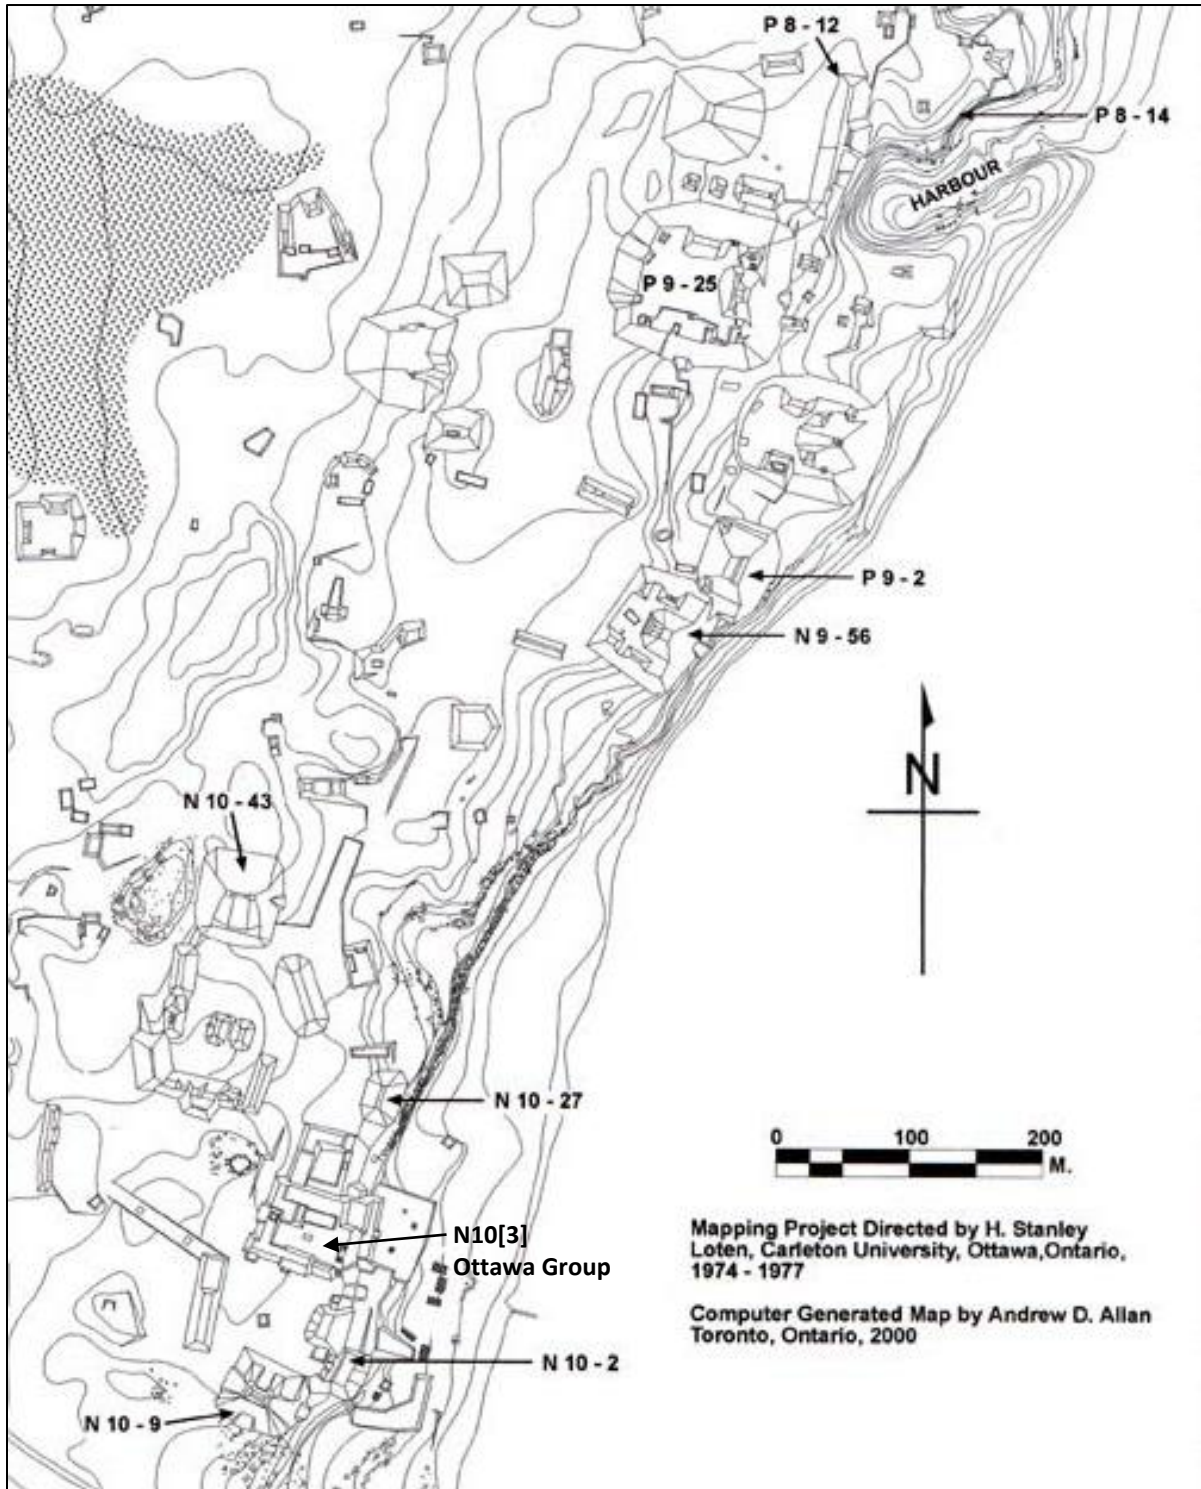 P 8 - 12
P 8 - 14
HARBOUR
P 9 - 25
P 9 - 2
N 9 - 56
N
N 10 - 43
N 10 - 27
0 100 200
M.
N10[3]
Ottawa Group
Mapping Project Directed by H. Stanley
Loten, Carleton University, Ottawa,Ontario,
1974 - 1977
Computer Generated Map by Andrew D. Allan
Toronto, Ontario, 2000
N 10 - 2
N 10 - 9